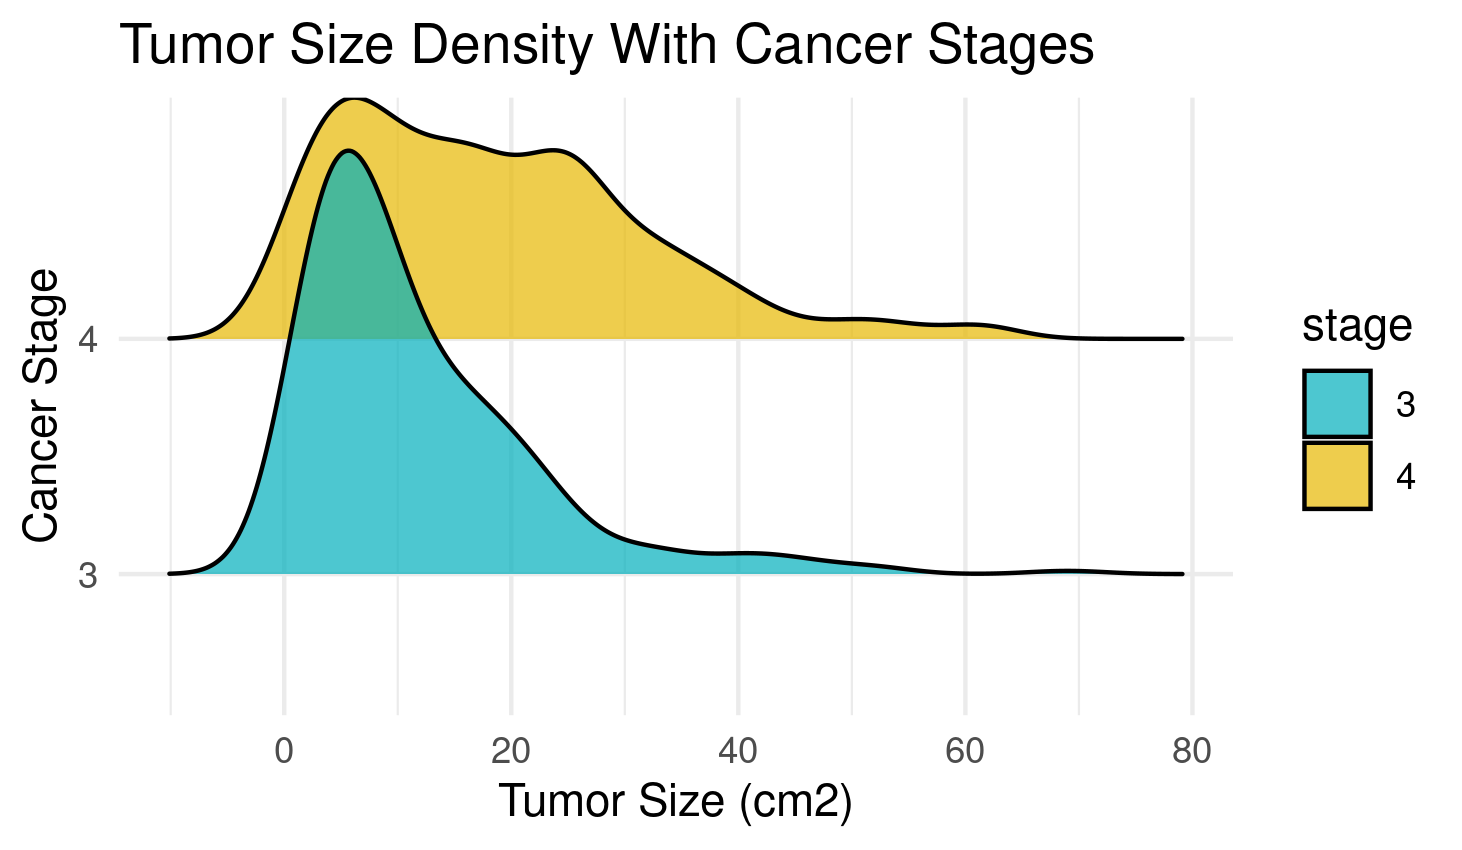 Tumor Size Density With Cancer Stages
Cancer Stage
4
3
0 20 40 60 80
Tumor Size (cm2)
stage
3
4